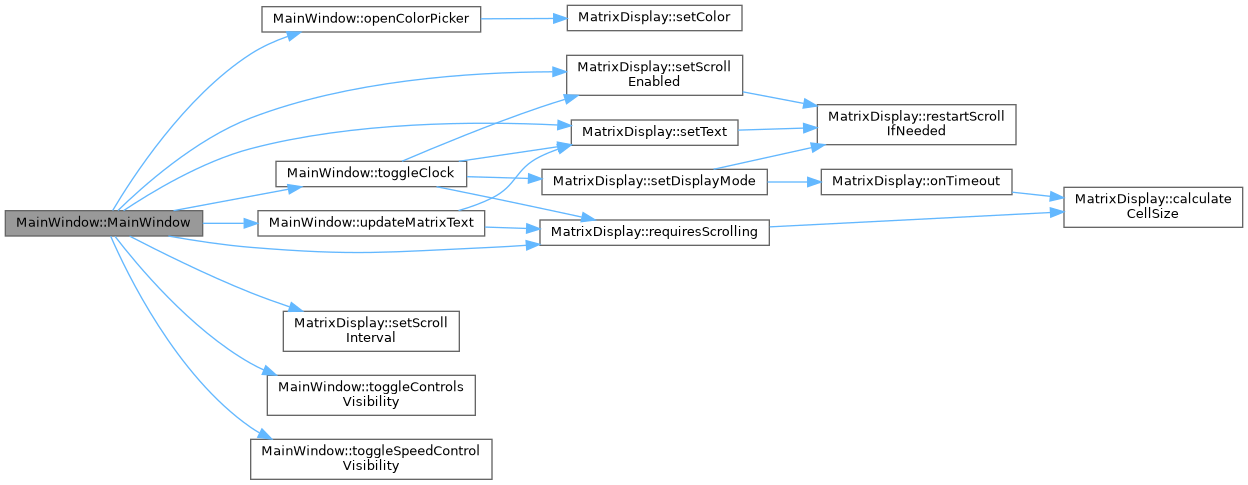 MainWindow::openColorPicker
MatrixDisplay::setColor
MatrixDisplay::setScroll
Enabled
MatrixDisplay::restartScroll
IfNeeded
MatrixDisplay::setText
MainWindow::toggleClock
MatrixDisplay::setDisplayMode
MatrixDisplay::onTimeout
MatrixDisplay::calculate
CellSize
MainWindow::MainWindow
MainWindow::updateMatrixText
MatrixDisplay::requiresScrolling
MatrixDisplay::setScroll
Interval
MainWindow::toggleControls
Visibility
MainWindow::toggleSpeedControl
Visibility